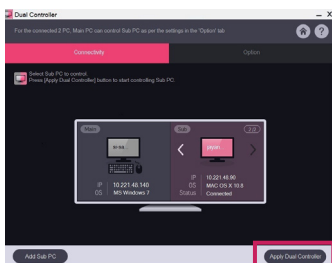 Dual Controller
For the connected 2 PC, Main PC can control Sub PC as per the settings in the 'Option' tab
?
Connectivity
Option
Select Sub PC to control.
Press [Apply Dual Controller] button to start controlling Sub PC.
Main
Sub
IP 10.221.48.140
OS MS Windows 7
IP 10.221.48.90
OS MAC OS X 10.8
Status Connected
Add Sub PC
Apply Dual Controller